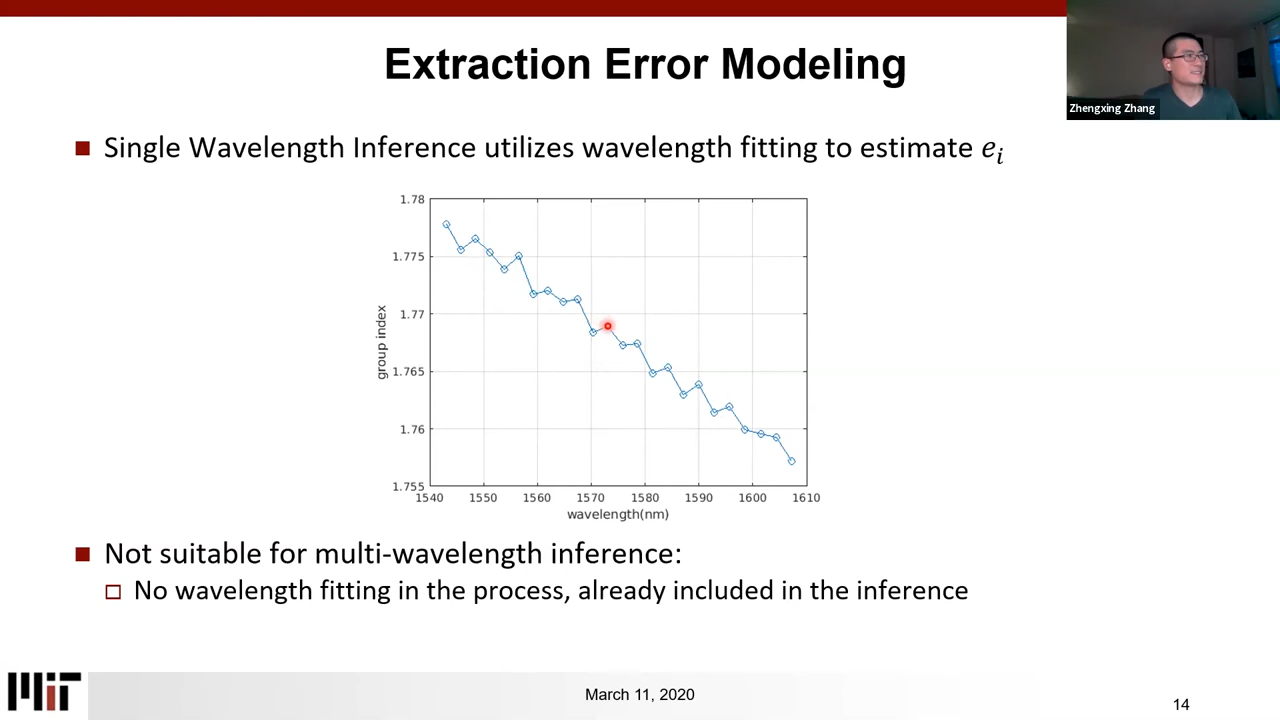 Extraction Error Modeling
Zhengxing Zhang
Single Wavelength Inference utilizes wavelength fitting to estimate eᵢ
1.78
1.775
1.77
1.765
1.76
1.755
group index
1540 1550 1560 1570 1580 1590 1600 1610
wavelength(nm)
Not suitable for multi-wavelength inference:
No wavelength fitting in the process, already included in the inference
MIT
March 11, 2020
14